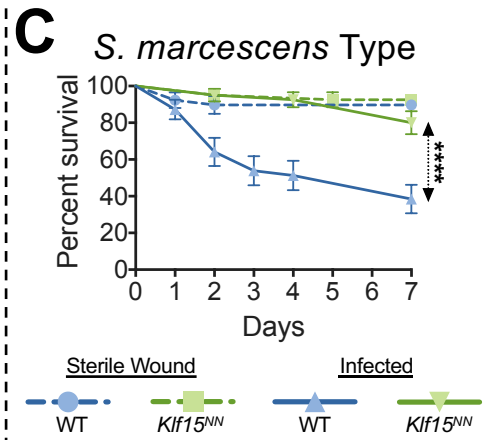 C
S. marcescens Type
Percent survival
100
80
60
40
20
0
0 1 2 3 4 5 6 7
Days
****
Sterile Wound Infected
WT Klf15NN WT Klf15NN